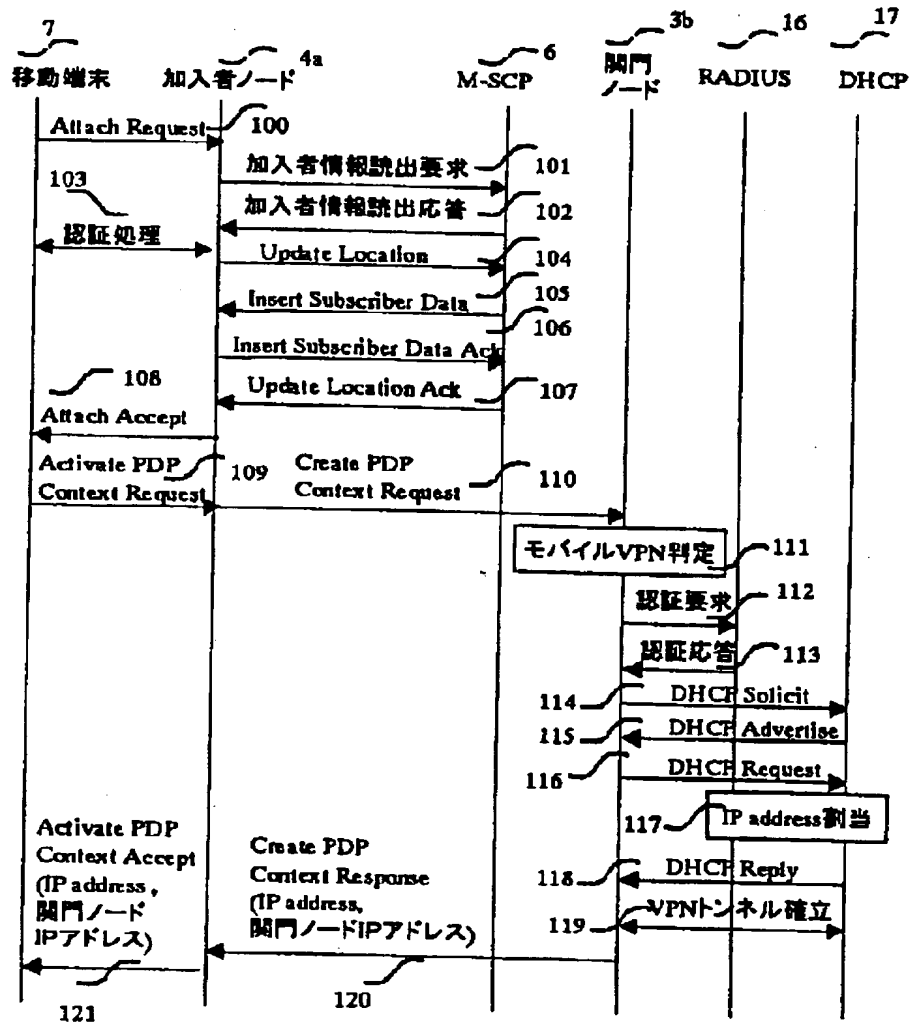 7
移動端末
4a
加入者ノード
6
M-SCP
3b
関門
ノード
16
RADIUS
17
DHCP
Attach Request
100
加入者情報読出要求
101
加入者情報読出応答
102
103
認証処理
Update Location
104
Insert Subscriber Data
105
106
Insert Subscriber Data Ack
Update Location Ack
107
108
Attach Accept
Activate PDP
Context Request
109
Create PDP
Context Request
110
モバイルVPN判定
111
認証要求
112
認証応答
113
114
DHCP Solicit
115
DHCP Advertise
116
DHCP Request
117
IP address割当
118
DHCP Reply
119
VPNトンネル確立
Activate PDP
Context Accept
(IP address,
関門ノード
IPアドレス)
Create PDP
Context Response
(IP address,
関門ノードIPアドレス)
120
121